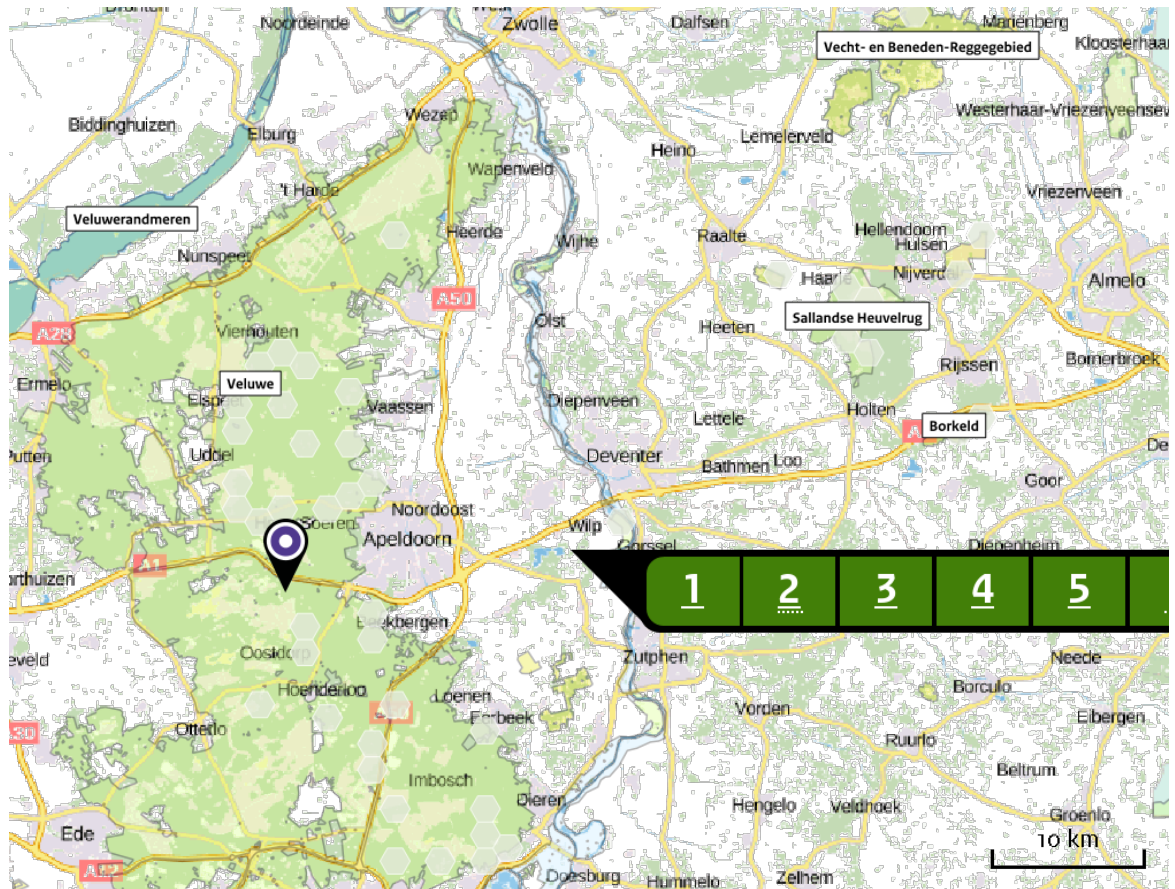 Noordeinde
Zwolle
Dalfsen
Mariënberg
Vecht- en Beneden-Reggegebied
Kloosterhaar
Biddinghuizen
Elburg
Wezep
Westerhaar-Vriezenveensewijk
Lemelerveld
Heino
Wapenveld
't Harde
Vriezenveen
Veluwerandmeren
Nunspeet
Heerde
Wijhe
Raalte
Hellendoorn
Hulsen
Haarle
Nijverdal
Almelo
A50
Sallandse Heuvelrug
Olst
Heeten
A28
Vierhouten
Bornerbroek
Rijssen
Ermelo
Veluwe
Elspeet
Vaassen
Diepenveen
Lettele
Holten
Borkeld
Putten
Uddel
Deventer
Bathmen
Loo
Goor
Noordoost
Soeren
Wilp
Apeldoorn
Gorssel
Diepenheim
A1
1
2
3
4
5
Beekbergen
Oostdorp
Zutphen
Neede
Hoenderloo
Loenen
Borculo
Eerbeek
Vorden
Eibergen
Otterlo
Ruurlo
Imbosch
Beltrum
Dieren
Hengelo
Veldhoek
Groenlo
Ede
10 km
Doesburg
Hummelo
Zelhem